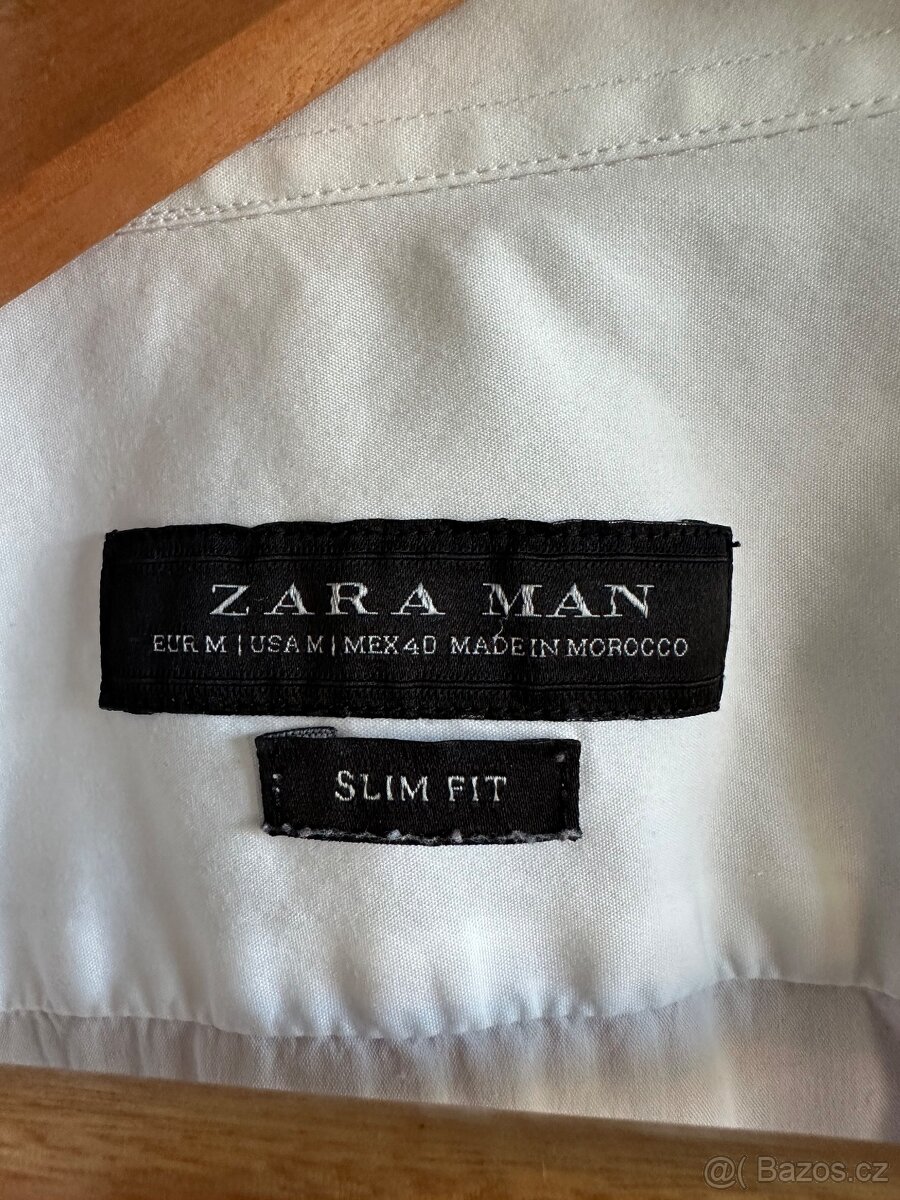 ZARA MAN
EUR M | USA M | MEX 40 MADE IN MOROCCO
SLIM FIT
@( Bazos.cz